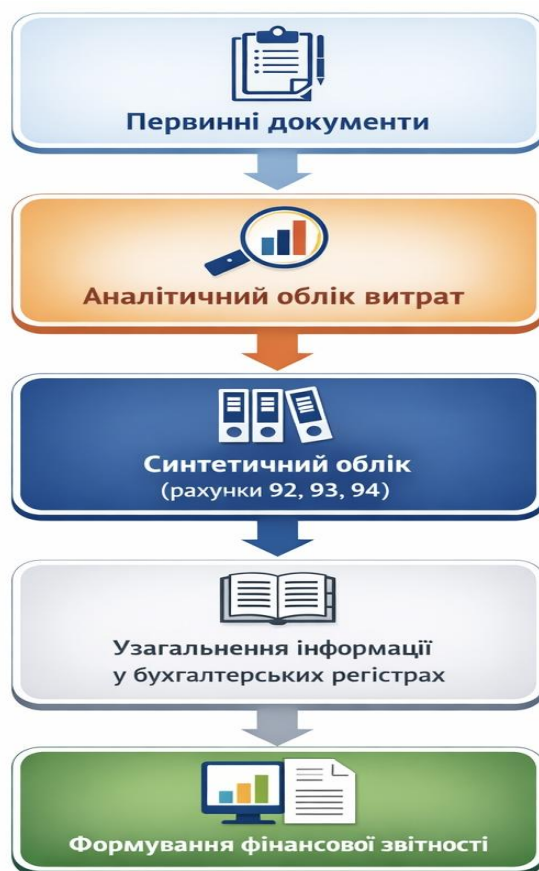 Первинні документи
Аналітичний облік витрат
Синтетичний облік
(рахунки 92, 93, 94)
Узагальнення інформації
у бухгалтерських регістрах
Формування фінансової звітності